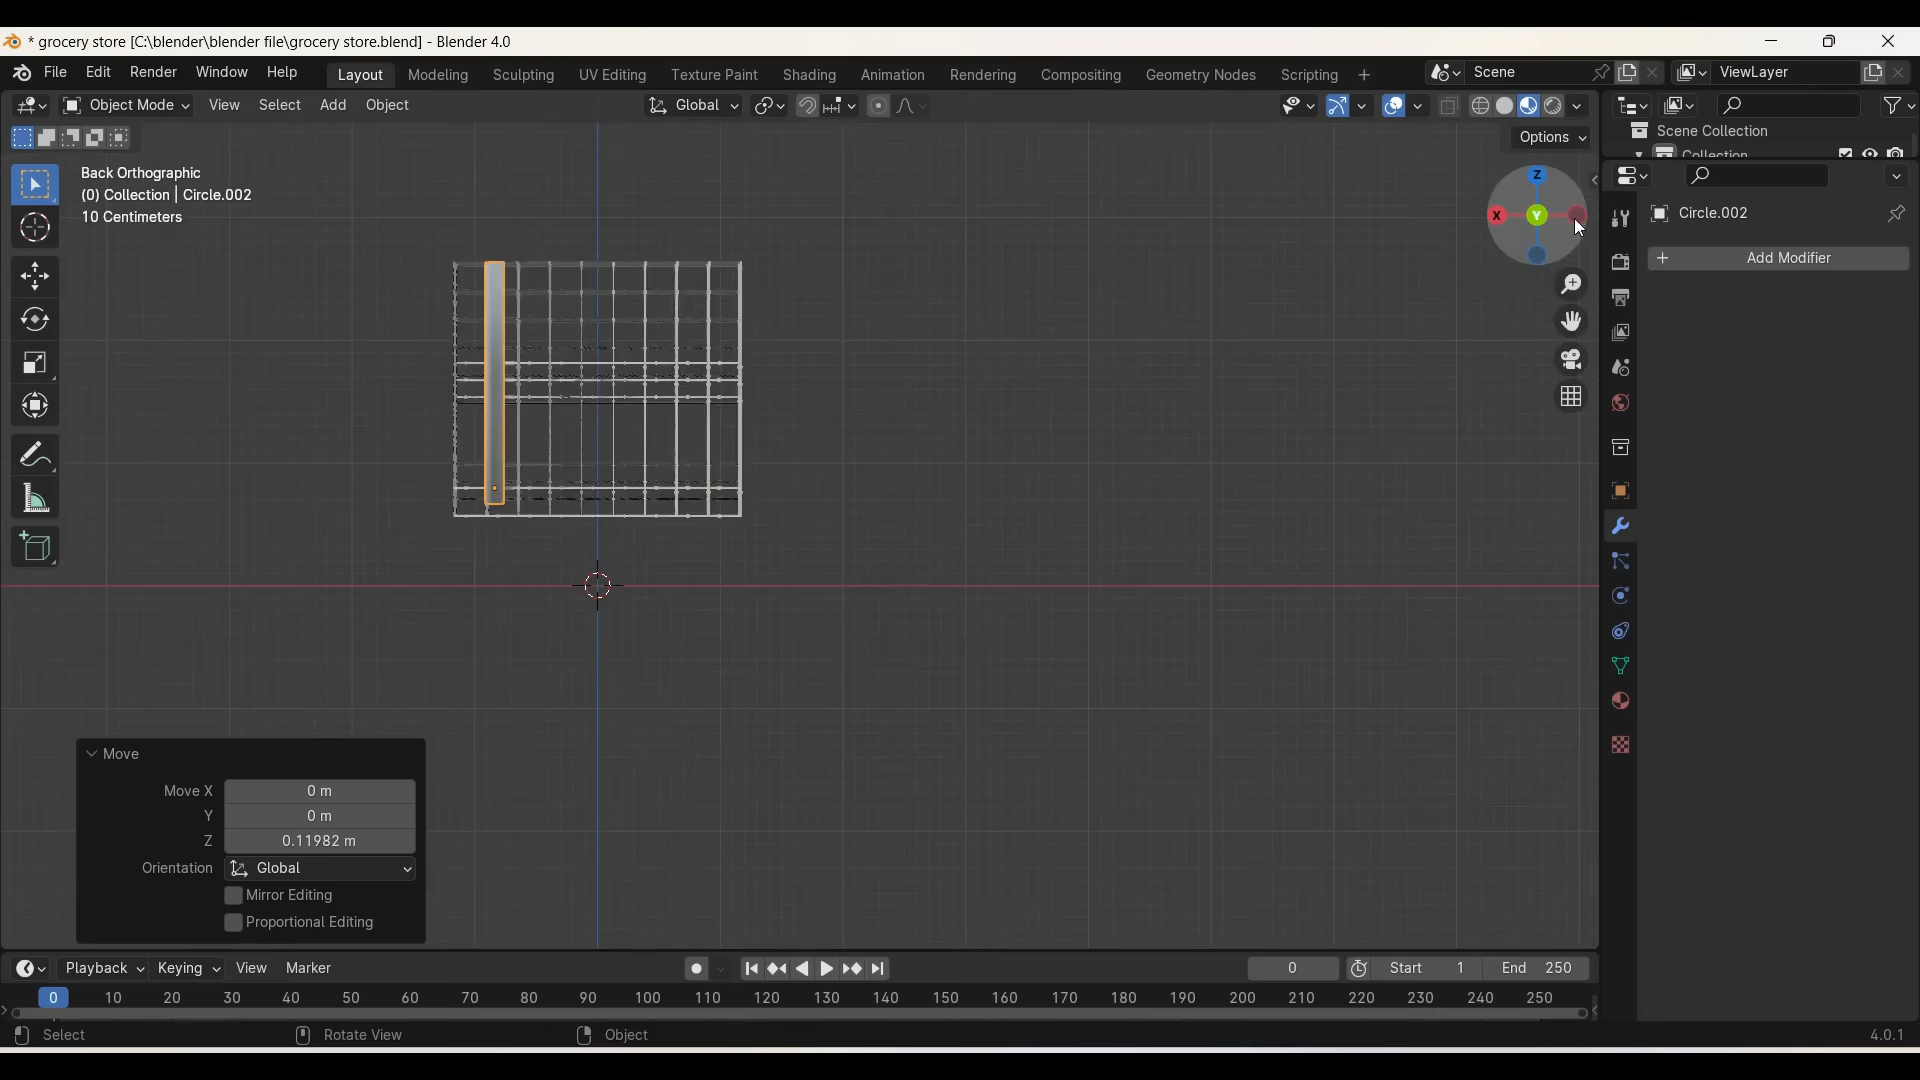 * grocery store [C:\blender\blender file\grocery store.blend] - Blender 4.0
File Edit Render Window Help Layout Modeling Sculpting UV Editing Texture Paint Shading Animation Rendering Compositing Geometry Nodes Scripting + Scene ViewLayer
Object Mode View Select Add Object Global
Scene Collection
Options
Collection
Back Orthographic
(0) Collection | Circle.002
10 Centimeters
Z
X Y
Circle.002
+ Add Modifier
Move
Move X 0 m
Y 0 m
Z 0.11982 m
Orientation Global
Mirror Editing
Proportional Editing
Playback Keying View Marker 0 Start 1 End 250
0 10 20 30 40 50 60 70 80 90 100 110 120 130 140 150 160 170 180 190 200 210 220 230 240 250
Select Rotate View Object 4.0.1